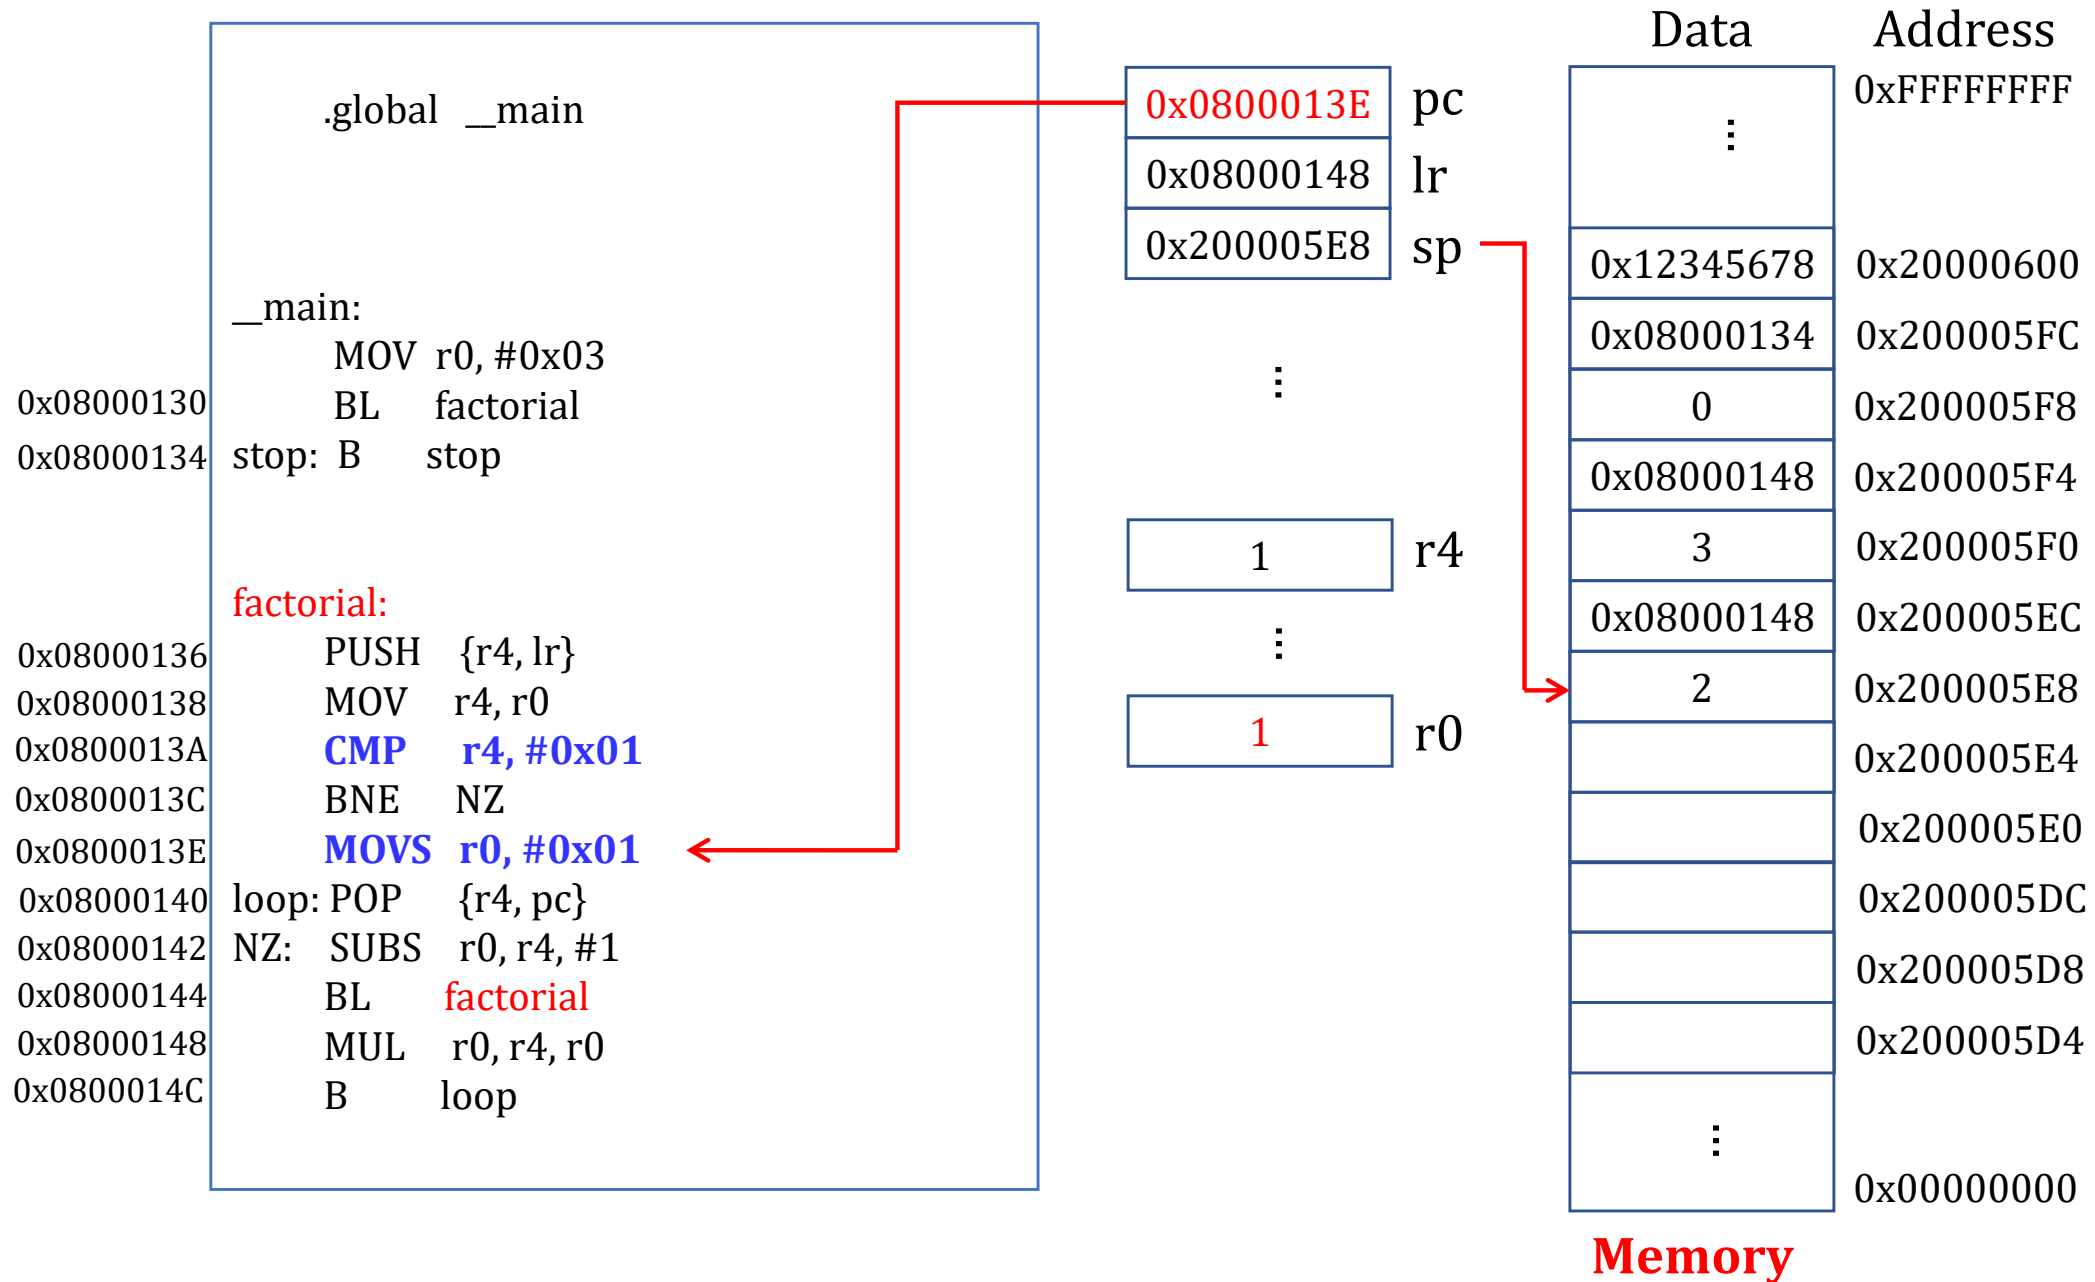 .global __main
__main:
MOV r0, #0x03
0x08000130 BL factorial
0x08000134 stop: B stop
factorial:
0x08000136 PUSH {r4, lr}
0x08000138 MOV r4, r0
0x0800013A CMP r4, #0x01
0x0800013C BNE NZ
0x0800013E MOVS r0, #0x01
0x08000140 loop: POP {r4, pc}
0x08000142 NZ: SUBS r0, r4, #1
0x08000144 BL factorial
0x08000148 MUL r0, r4, r0
0x0800014C B loop
0x0800013E pc
0x08000148 lr
0x200005E8 sp
...
1 r4
...
1 r0
Data Address
0xFFFFFFFF
...
0x12345678 0x20000600
0x08000134 0x200005FC
0 0x200005F8
0x08000148 0x200005F4
3 0x200005F0
0x08000148 0x200005EC
2 0x200005E8
0x200005E4
0x200005E0
0x200005DC
0x200005D8
0x200005D4
...
0x00000000
Memory